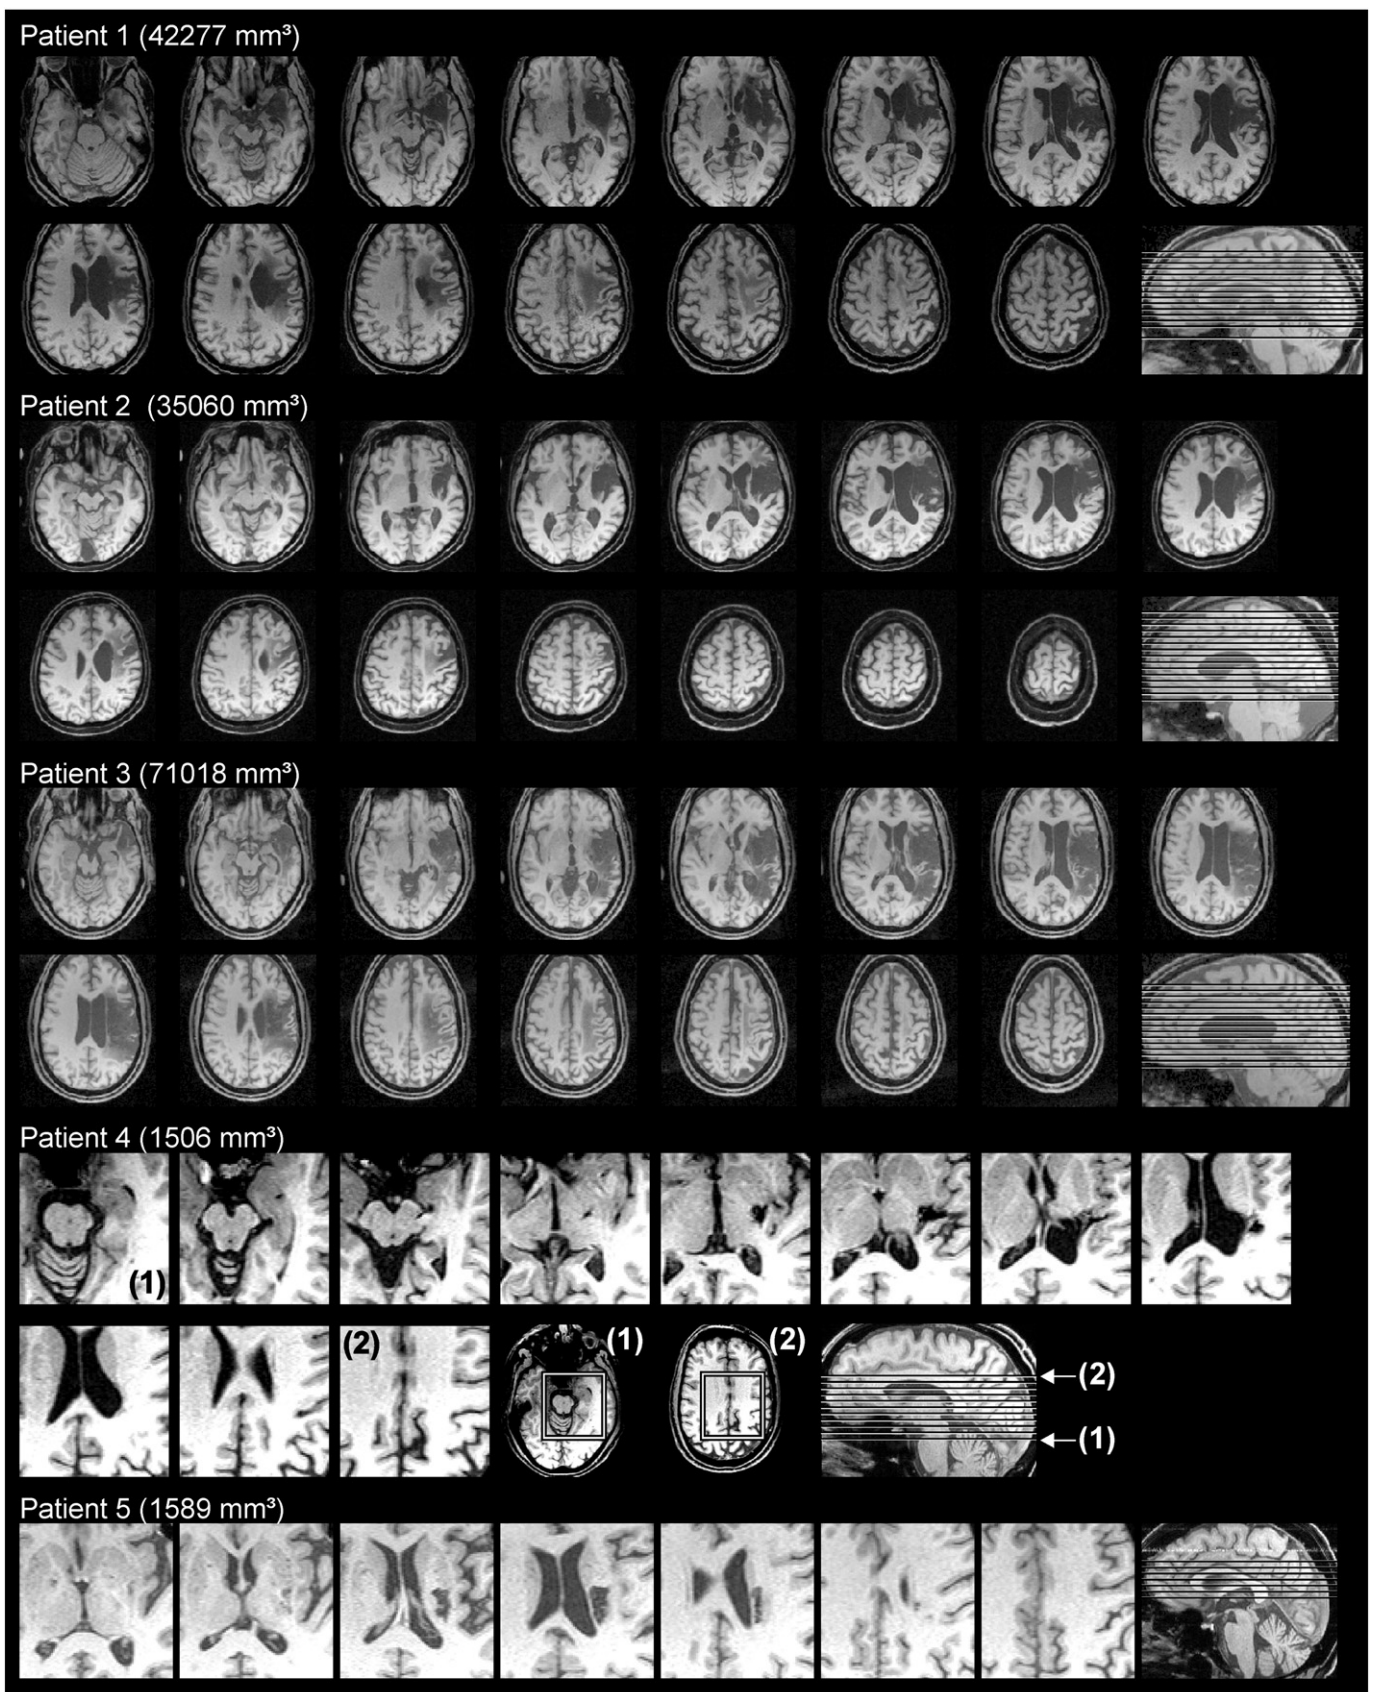 Patient 1 (42277 mm³)
Patient 2 (35060 mm³)
Patient 3 (71018 mm³)
Patient 4 (1506 mm³)
(1)
(2) (1) (2) (2)
(1)
Patient 5 (1589 mm³)